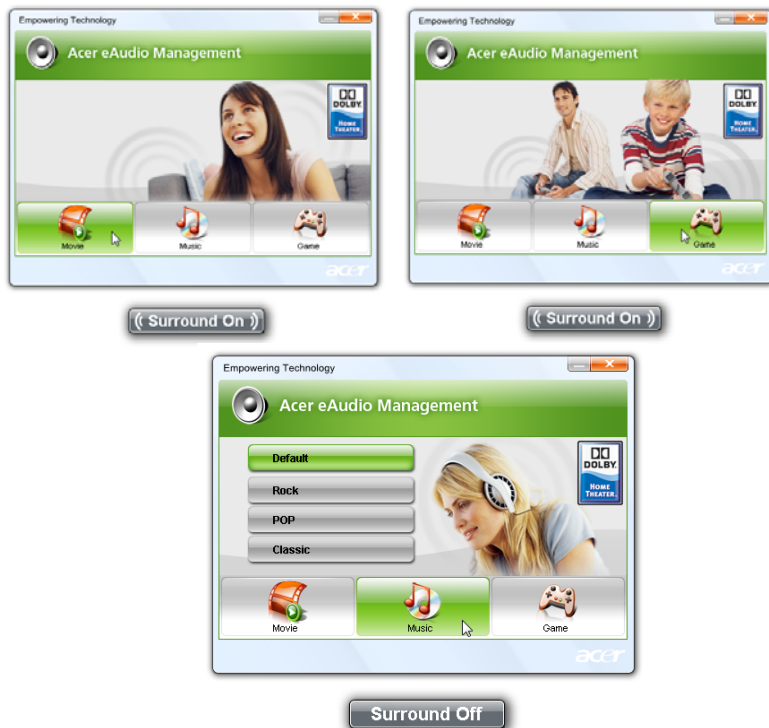 Empowering Technology
Acer eAudio Management
DOLBY
HOME
THEATER
Movie
Music
Game
acer
(( Surround On ))
Empowering Technology
Acer eAudio Management
DOLBY
HOME
THEATER
Movie
Music
Game
acer
(( Surround On ))
Empowering Technology
Acer eAudio Management
Default
Rock
POP
Classic
DOLBY
HOME
THEATER
Movie
Music
Game
acer
Surround Off